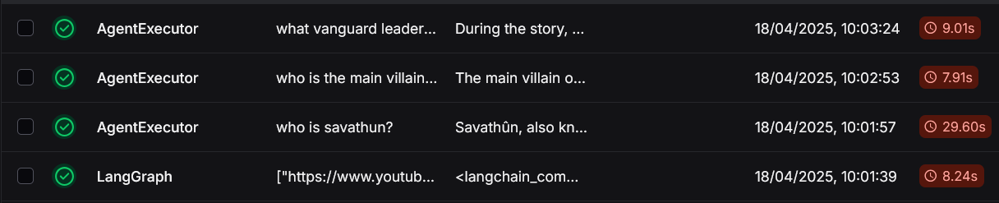 AgentExecutor what vanguard leader... During the story, ... 18/04/2025, 10:03:24 9.01s
AgentExecutor who is the main villain... The main villain o... 18/04/2025, 10:02:53 7.91s
AgentExecutor who is savathun? Savathûn, also kn... 18/04/2025, 10:01:57 29.60s
LangGraph ["https://www.youtub... <langchain_com... 18/04/2025, 10:01:39 8.24s